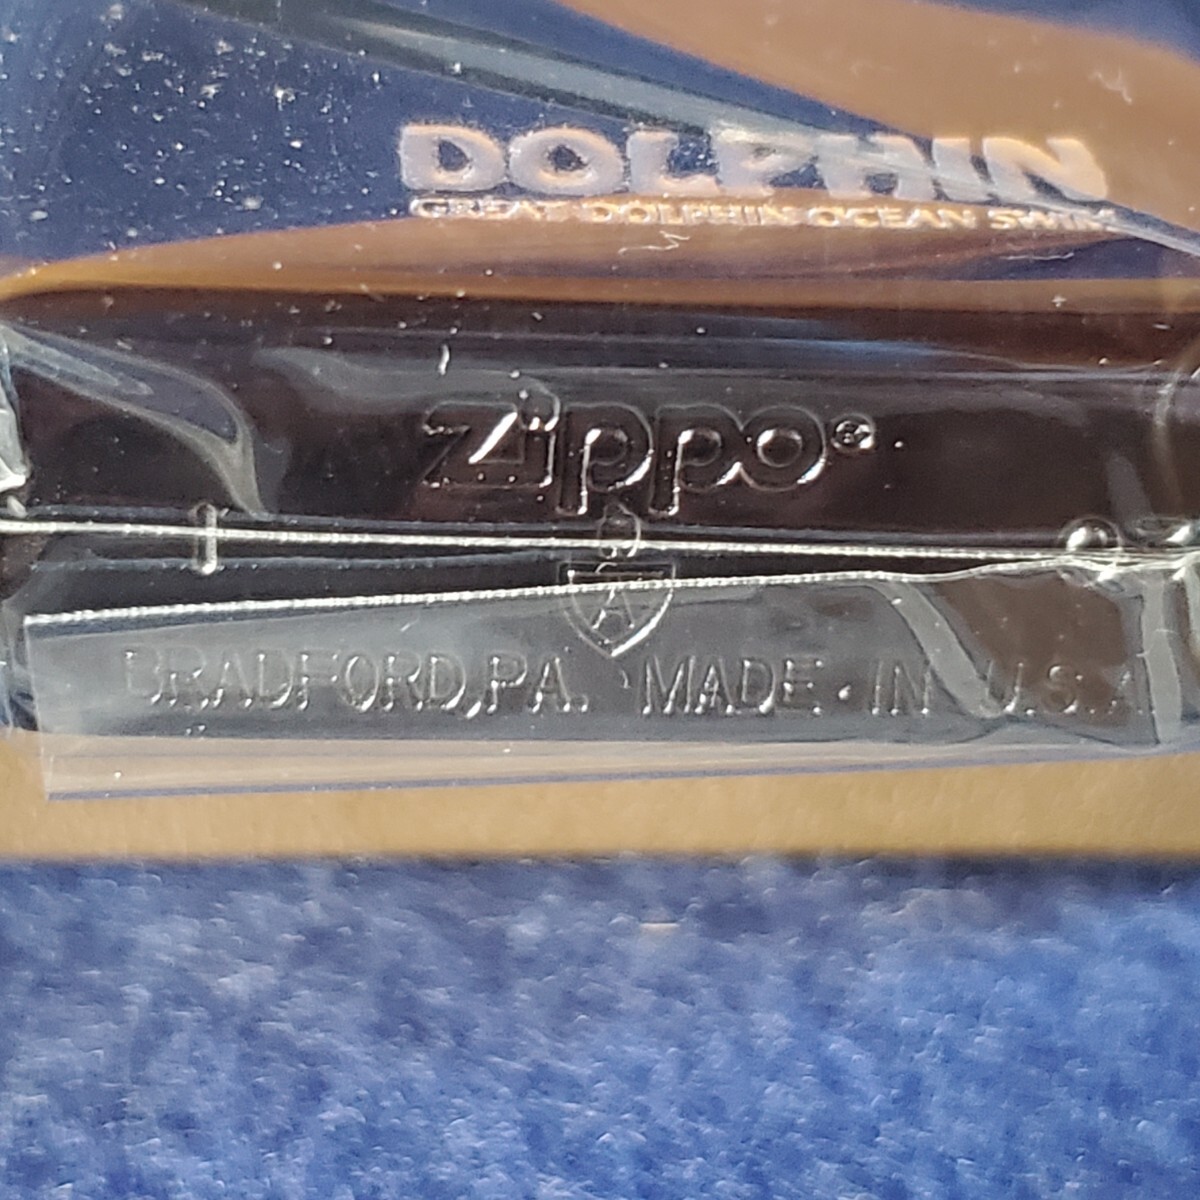 DOLPHIN
GREAT DOLPHIN OCEAN SWIM
Zippo®
A
BRADFORD,PA. MADE·IN U.S.A